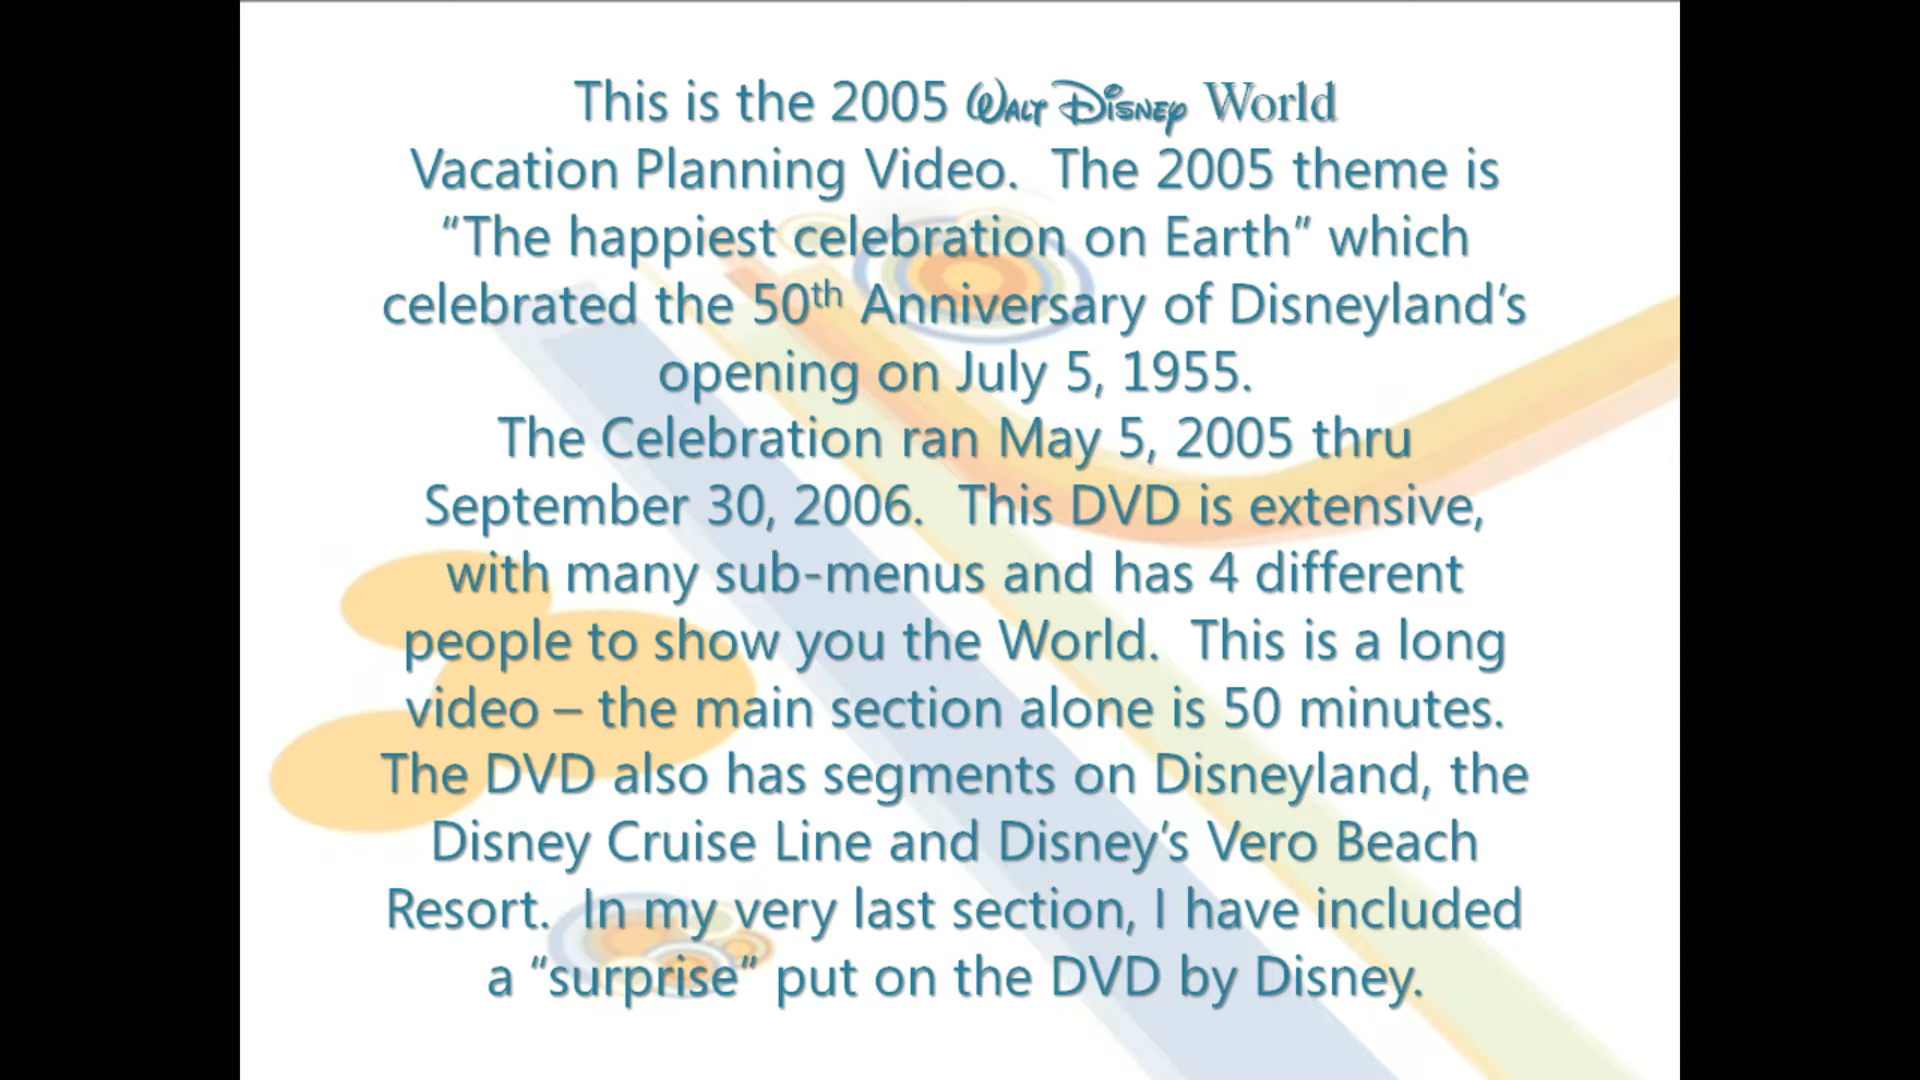 This is the 2005 Walt Disney World
Vacation Planning Video.  The 2005 theme is
“The happiest celebration on Earth” which
celebrated the 50th Anniversary of Disneyland’s
opening on July 5, 1955.
The Celebration ran May 5, 2005 thru
September 30, 2006.  This DVD is extensive,
with many sub-menus and has 4 different
people to show you the World.  This is a long
video – the main section alone is 50 minutes.
The DVD also has segments on Disneyland, the
Disney Cruise Line and Disney’s Vero Beach
Resort.  In my very last section, I have included
a “surprise” put on the DVD by Disney.